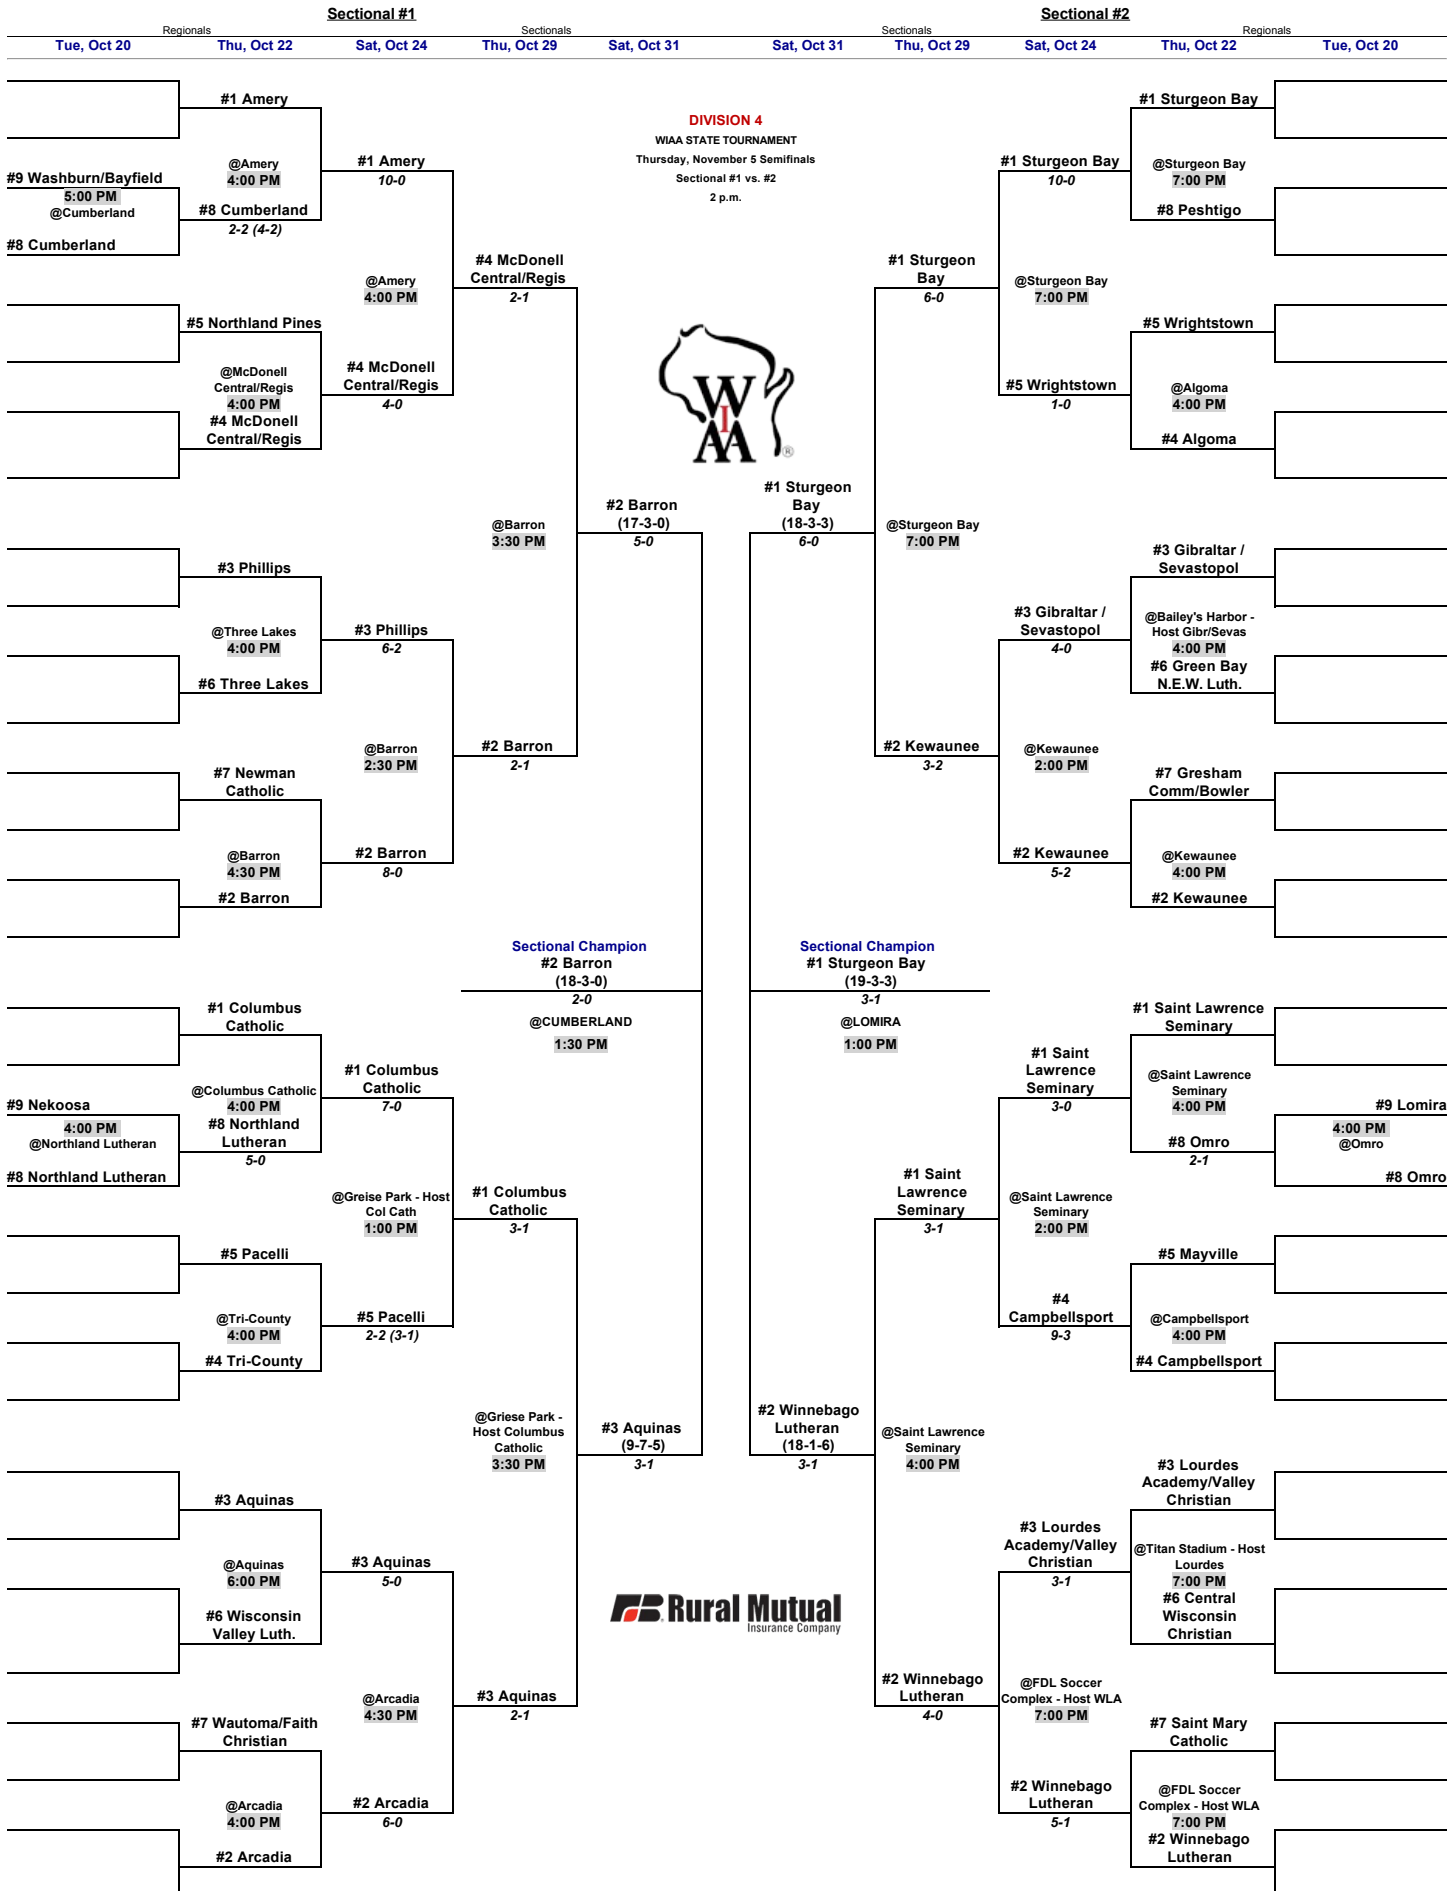 Sectional #1
Sectional #2
Regionals
Sectionals
Sectionals
Regionals
Tue, Oct 20
Thu, Oct 22
Sat, Oct 24
Thu, Oct 29
Sat, Oct 31
Sat, Oct 31
Thu, Oct 29
Sat, Oct 24
Thu, Oct 22
Tue, Oct 20
DIVISION 4
WIAA STATE TOURNAMENT
Thursday, November 5 Semifinals
Sectional #1 vs. #2
2 p.m.
#9 Washburn/Bayfield
5:00 PM
@Cumberland
#8 Cumberland
#1 Amery
@Amery
4:00 PM
#8 Cumberland
2-2 (4-2)
#1 Amery
10-0
@Amery
4:00 PM
#5 Northland Pines
@McDonell
Central/Regis
4:00 PM
#4 McDonell
Central/Regis
#4 McDonell
Central/Regis
4-0
#4 McDonell
Central/Regis
2-1
@Barron
3:30 PM
#2 Barron
(17-3-0)
5-0
#3 Phillips
@Three Lakes
4:00 PM
#6 Three Lakes
#3 Phillips
6-2
@Barron
2:30 PM
#2 Barron
2-1
#7 Newman
Catholic
@Barron
4:30 PM
#2 Barron
#2 Barron
8-0
Sectional Champion
#2 Barron
(18-3-0)
2-0
@CUMBERLAND
1:30 PM
#1 Columbus
Catholic
#9 Nekoosa
4:00 PM
@Northland Lutheran
#8 Northland Lutheran
@Columbus Catholic
4:00 PM
#8 Northland
Lutheran
5-0
#1 Columbus
Catholic
7-0
@Greise Park - Host
Col Cath
1:00 PM
#1 Columbus
Catholic
3-1
#5 Pacelli
@Tri-County
4:00 PM
#4 Tri-County
#5 Pacelli
2-2 (3-1)
@Griese Park -
Host Columbus
Catholic
3:30 PM
#3 Aquinas
(9-7-5)
3-1
#3 Aquinas
@Aquinas
6:00 PM
#6 Wisconsin
Valley Luth.
#3 Aquinas
5-0
@Arcadia
4:30 PM
#3 Aquinas
2-1
#7 Wautoma/Faith
Christian
@Arcadia
4:00 PM
#2 Arcadia
#2 Arcadia
6-0
W
I
AA
®
Rural Mutual
Insurance Company
#1 Sturgeon Bay
@Sturgeon Bay
7:00 PM
#8 Peshtigo
#1 Sturgeon Bay
10-0
@Sturgeon Bay
7:00 PM
#1 Sturgeon
Bay
6-0
#5 Wrightstown
@Algoma
4:00 PM
#4 Algoma
#5 Wrightstown
1-0
#1 Sturgeon
Bay
(18-3-3)
6-0
@Sturgeon Bay
7:00 PM
#3 Gibraltar /
Sevastopol
@Bailey's Harbor -
Host Gibr/Sevas
4:00 PM
#6 Green Bay
N.E.W. Luth.
#3 Gibraltar /
Sevastopol
4-0
#2 Kewaunee
3-2
@Kewaunee
2:00 PM
#7 Gresham
Comm/Bowler
@Kewaunee
4:00 PM
#2 Kewaunee
#2 Kewaunee
5-2
Sectional Champion
#1 Sturgeon Bay
(19-3-3)
3-1
@LOMIRA
1:00 PM
#1 Saint Lawrence
Seminary
@Saint Lawrence
Seminary
4:00 PM
#8 Omro
2-1
#9 Lomira
4:00 PM
@Omro
#8 Omro
#1 Saint
Lawrence
Seminary
3-0
@Saint Lawrence
Seminary
2:00 PM
#1 Saint
Lawrence
Seminary
3-1
#5 Mayville
@Campbellsport
4:00 PM
#4 Campbellsport
#4
Campbellsport
9-3
#2 Winnebago
Lutheran
(18-1-6)
3-1
@Saint Lawrence
Seminary
4:00 PM
#3 Lourdes
Academy/Valley
Christian
@Titan Stadium - Host
Lourdes
7:00 PM
#6 Central
Wisconsin
Christian
#3 Lourdes
Academy/Valley
Christian
3-1
#2 Winnebago
Lutheran
4-0
@FDL Soccer
Complex - Host WLA
7:00 PM
#7 Saint Mary
Catholic
@FDL Soccer
Complex - Host WLA
7:00 PM
#2 Winnebago
Lutheran
#2 Winnebago
Lutheran
5-1